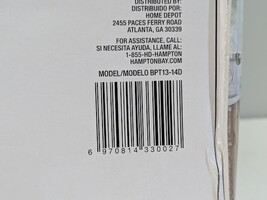 DISTRIBUTED BY:
DISTRIBUIDO POR:
HOME DEPOT
2455 PACES FERRY ROAD
ATLANTA, GA 30339
FOR ASSISTANCE, CALL:
SI NECESITA AYUDA, LLAME AL:
1-855-HD-HAMPTON
HAMPTONBAY.COM
MODEL/MODELO BPT13-14D
6 970814 330027